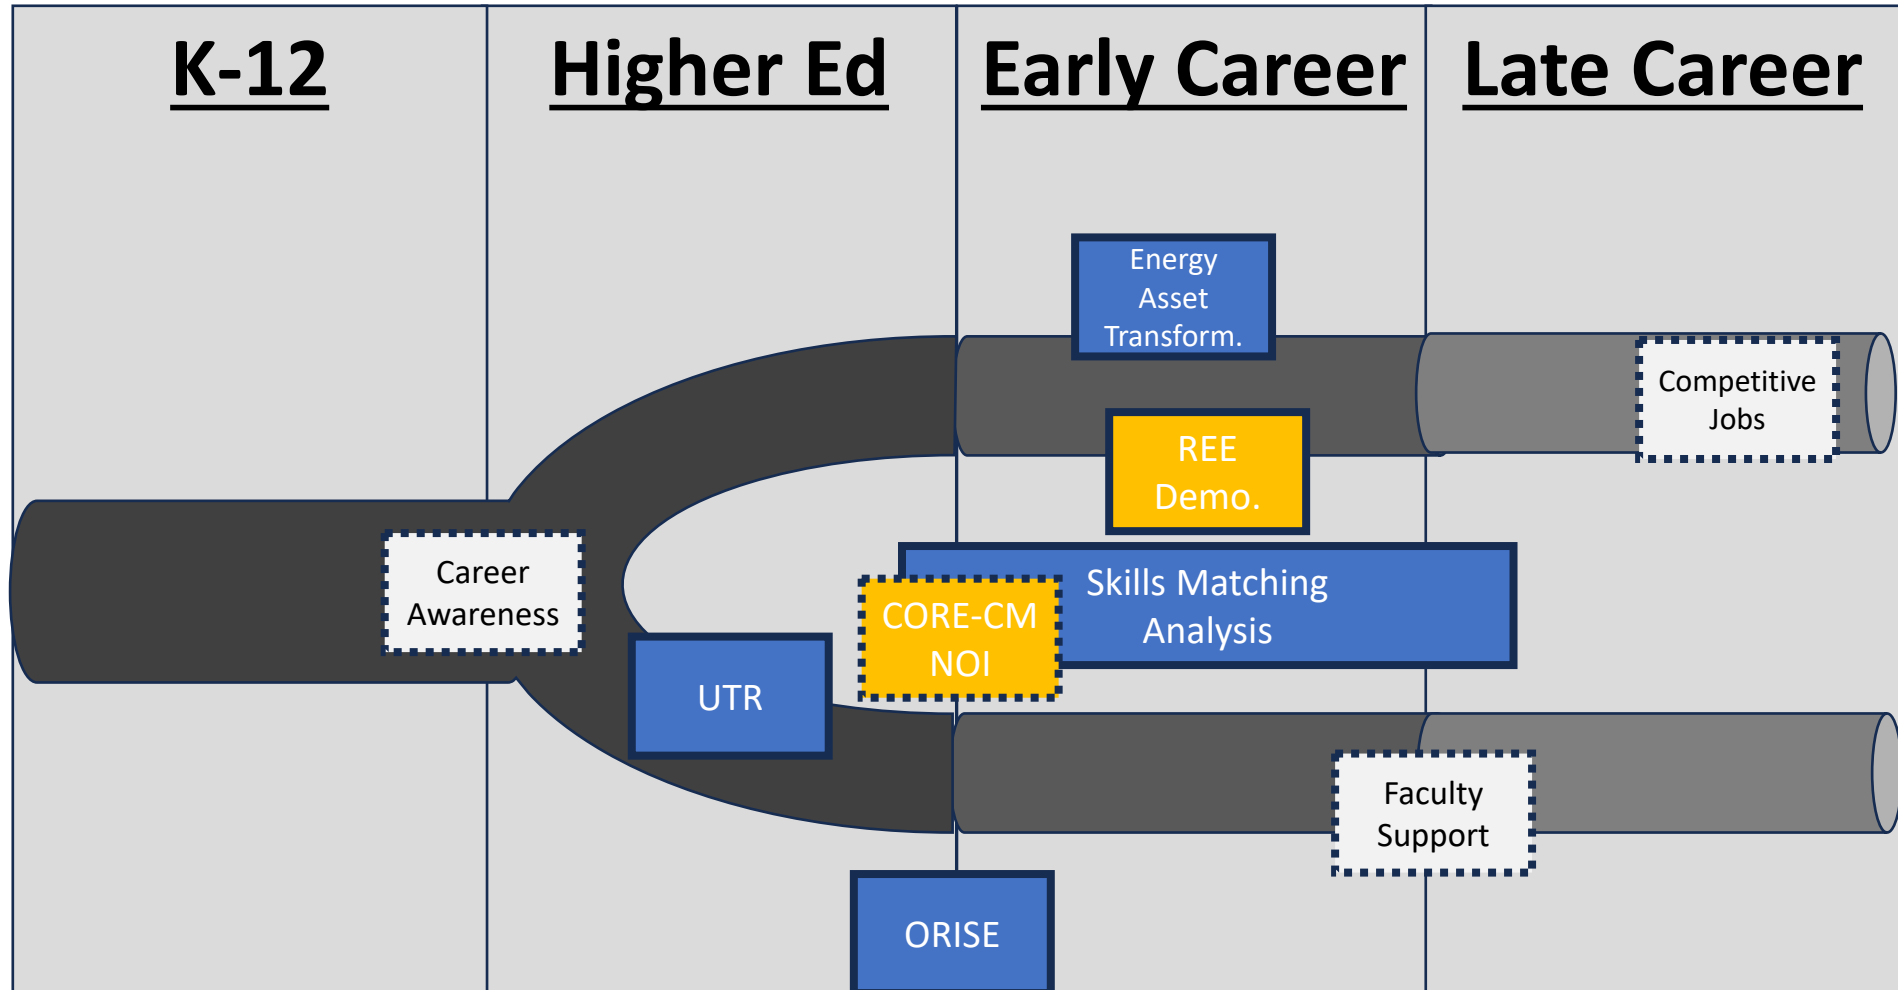 K-12
Higher Ed
Early Career
Late Career
Energy
Asset
Transform.
Competitive
Jobs
REE
Demo.
Career
Awareness
Skills Matching
Analysis
CORE-CM
NOI
UTR
Faculty
Support
ORISE